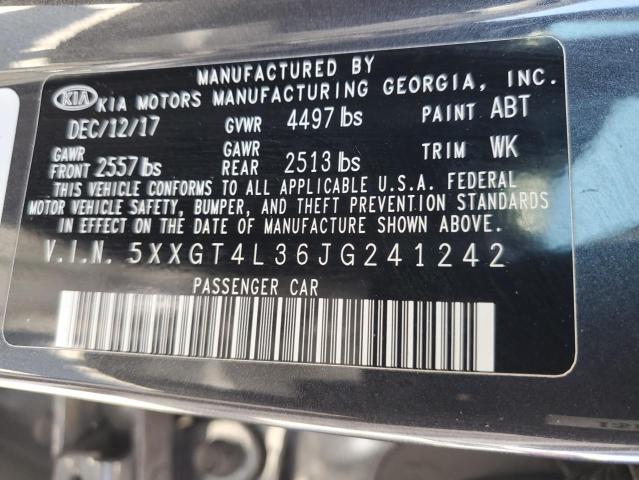 MANUFACTURED BY
KIA KIA MOTORS MANUFACTURING GEORGIA, INC.
DEC/12/17 GVWR 4497 lbs PAINT ABT
GAWR FRONT 2557 lbs GAWR REAR 2513 lbs TRIM WK
THIS VEHICLE CONFORMS TO ALL APPLICABLE U.S.A. FEDERAL
MOTOR VEHICLE SAFETY, BUMPER, AND THEFT PREVENTION STANDARDS
IN EFFECT ON THE DATE OF MANUFACTURE SHOWN ABOVE.
V.I.N. 5XXGT4L36JG241242
PASSENGER CAR